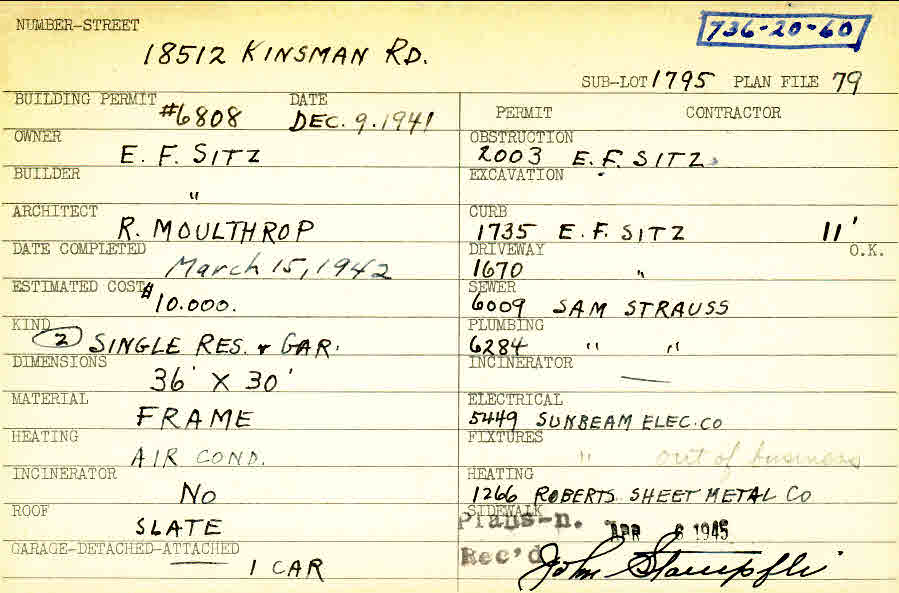 NUMBER-STREET
736-20-60
18512 KINSMAN RD.
SUB-LOT 1795 PLAN FILE 79
BUILDING PERMIT #6808 DATE DEC. 9. 1941
PERMIT CONTRACTOR
OWNER E. F. SITZ
OBSTRUCTION 2003 E. F. SITZ
BUILDER "
EXCAVATION
ARCHITECT R. MOULTHROP
CURB 1735 E. F. SITZ 11'
DATE COMPLETED March 15, 1942
DRIVEWAY 1670 " O.K.
ESTIMATED COST $10.000.
SEWER 6009 SAM STRAUSS
KIND 2 SINGLE RES. & GAR.
PLUMBING 6284 " "
DIMENSIONS 36' X 30'
INCINERATOR —
MATERIAL FRAME
ELECTRICAL 5449 SUNBEAM ELEC. CO
HEATING AIR COND.
FIXTURES " out of business
INCINERATOR NO
HEATING 1266 ROBERTS SHEET METAL CO
ROOF SLATE
SIDEWALK
Plans-n. APR 6 1945
GARAGE-DETACHED-ATTACHED 1 CAR
Rec'd John Stampfli